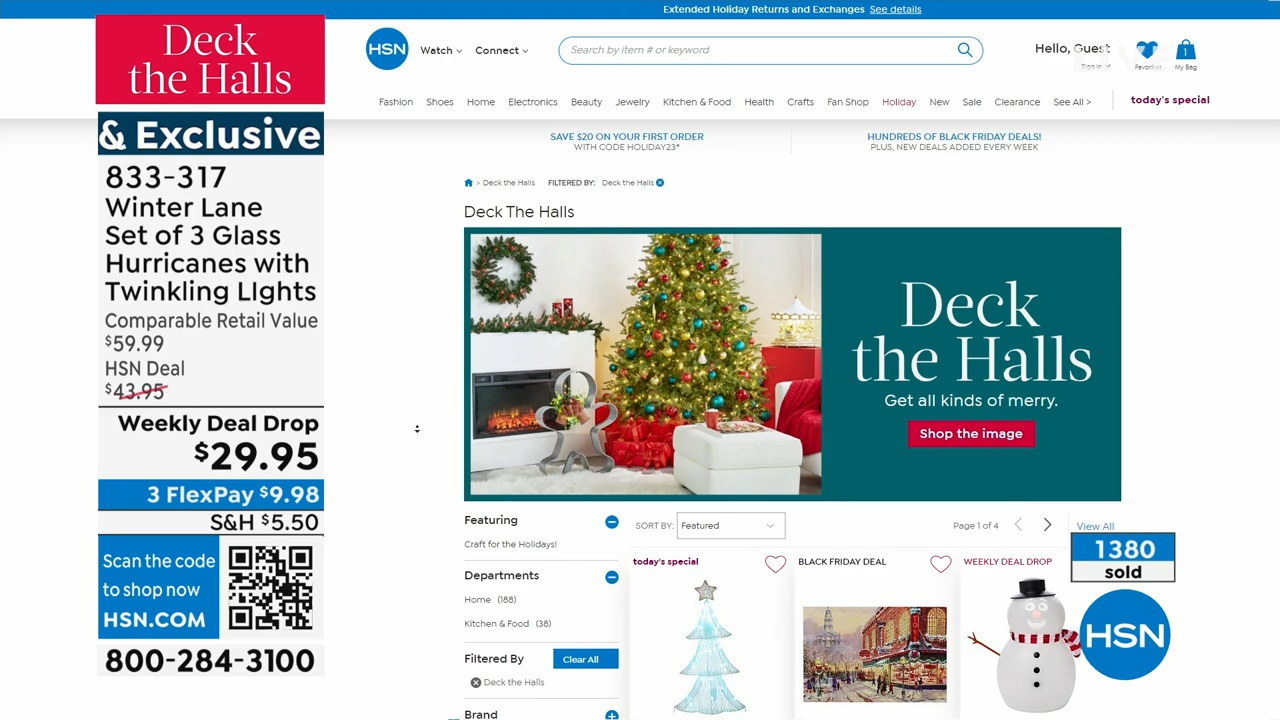 Extended Holiday Returns and Exchanges See details
Deck
the Halls
HSN
Watch
Connect
Search by item # or keyword
Hello, Guest
Sign In
Favorites
1
My Bag
Fashion Shoes Home Electronics Beauty Jewelry Kitchen & Food Health Crafts Fan Shop Holiday New Sale Clearance See All >
today's special
& Exclusive
833-317
Winter Lane
Set of 3 Glass
Hurricanes with
Twinkling LIghts
Comparable Retail Value
$59.99
HSN Deal
$43.95
Weekly Deal Drop
$29.95
3 FlexPay $9.98
S&H $5.50
Scan the code
to shop now
HSN.COM
800-284-3100
SAVE $20 ON YOUR FIRST ORDER
WITH CODE HOLIDAY23*
HUNDREDS OF BLACK FRIDAY DEALS!
PLUS, NEW DEALS ADDED EVERY WEEK
> Deck the Halls FILTERED BY: Deck the Halls
Deck The Halls
Deck
the Halls
Get all kinds of merry.
Shop the image
Featuring
Craft for the Holidays!
Departments
Home (188)
Kitchen & Food (38)
Filtered By
Clear All
Deck the Halls
Brand
SORT BY: Featured
Page 1 of 4
View All
today's special
BLACK FRIDAY DEAL
WEEKLY DEAL DROP
1380
sold
HSN